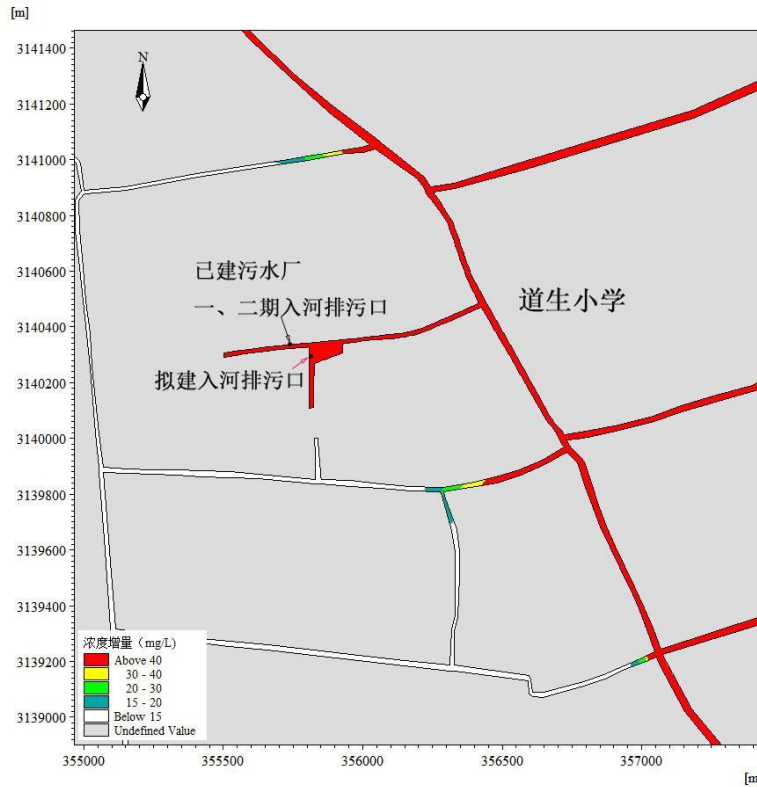 [m]
N
3141400
3141200
3141000
3140800
3140600
3140400
3140200
3140000
3139800
3139600
3139400
3139200
3139000
已建污水厂
一、二期入河排污口
道生小学
拟建入河排污口
浓度增量（mg/L）
Above 40
30 - 40
20 - 30
15 - 20
Below 15
Undefined Value
355000 355500 356000 356500 357000
[m